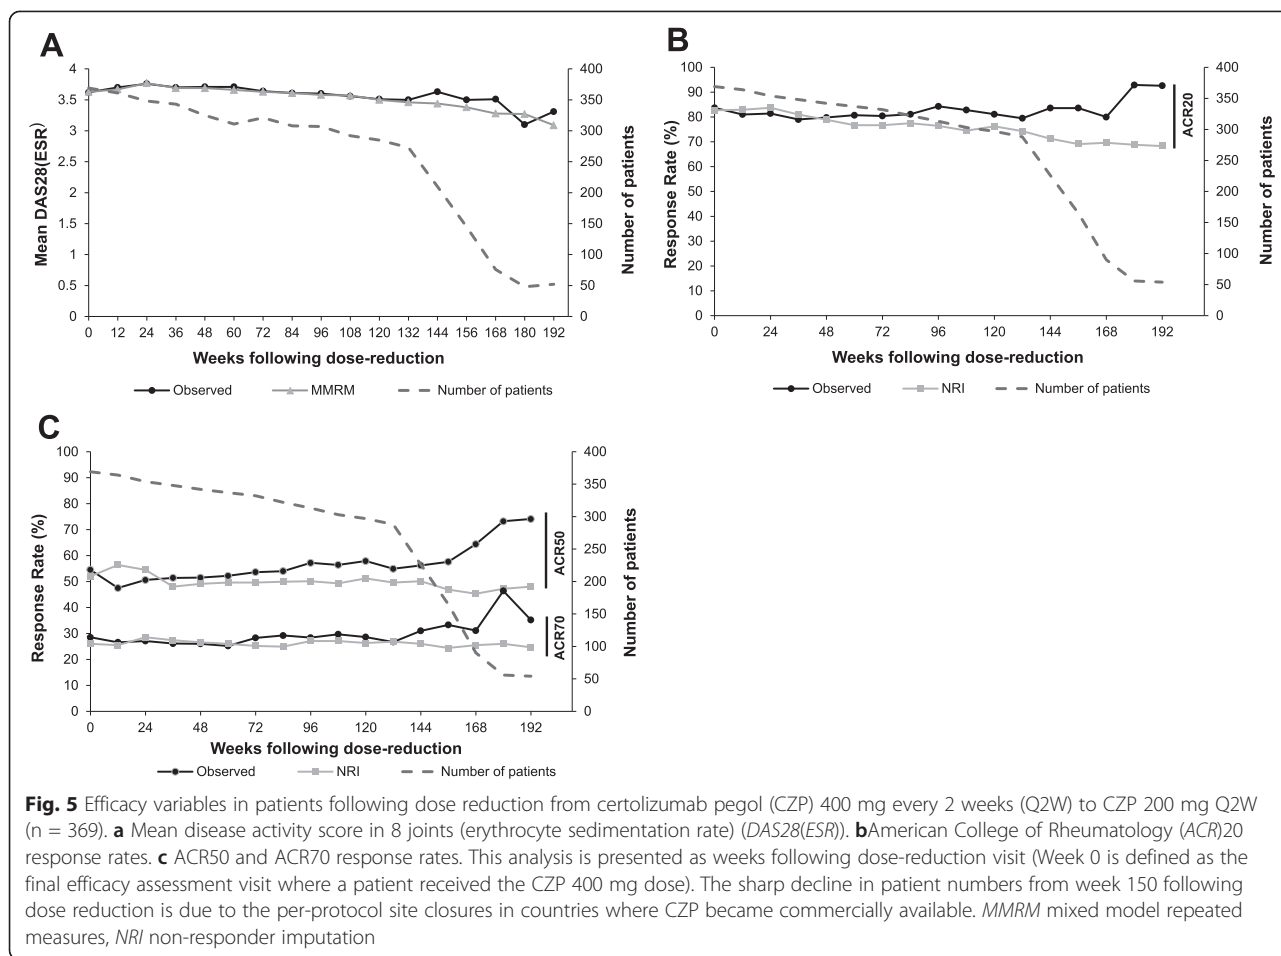 A
4
3.5
3
2.5
2
1.5
1
0.5
0
Mean DAS28(ESR)
400
350
300
250
200
150
100
50
0
Number of patients
0 12 24 36 48 60 72 84 96 108 120 132 144 156 168 180 192
Weeks following dose-reduction
Observed MMRM Number of patients
B
100
90
80
70
60
50
40
30
20
10
0
Response Rate (%)
ACR20
400
350
300
250
200
150
100
50
0
Number of patients
0 24 48 72 96 120 144 168 192
Weeks following dose-reduction
Observed NRI Number of patients
C
100
90
80
70
60
50
40
30
20
10
0
Response Rate (%)
ACR50
ACR70
400
350
300
250
200
150
100
50
0
Number of patients
0 24 48 72 96 120 144 168 192
Weeks following dose-reduction
Observed NRI Number of patients
Fig. 5 Efficacy variables in patients following dose reduction from certolizumab pegol (CZP) 400 mg every 2 weeks (Q2W) to CZP 200 mg Q2W
(n = 369). a Mean disease activity score in 8 joints (erythrocyte sedimentation rate) (DAS28(ESR)). bAmerican College of Rheumatology (ACR)20
response rates. c ACR50 and ACR70 response rates. This analysis is presented as weeks following dose-reduction visit (Week 0 is defined as the
final efficacy assessment visit where a patient received the CZP 400 mg dose). The sharp decline in patient numbers from week 150 following
dose reduction is due to the per-protocol site closures in countries where CZP became commercially available. MMRM mixed model repeated
measures, NRI non-responder imputation